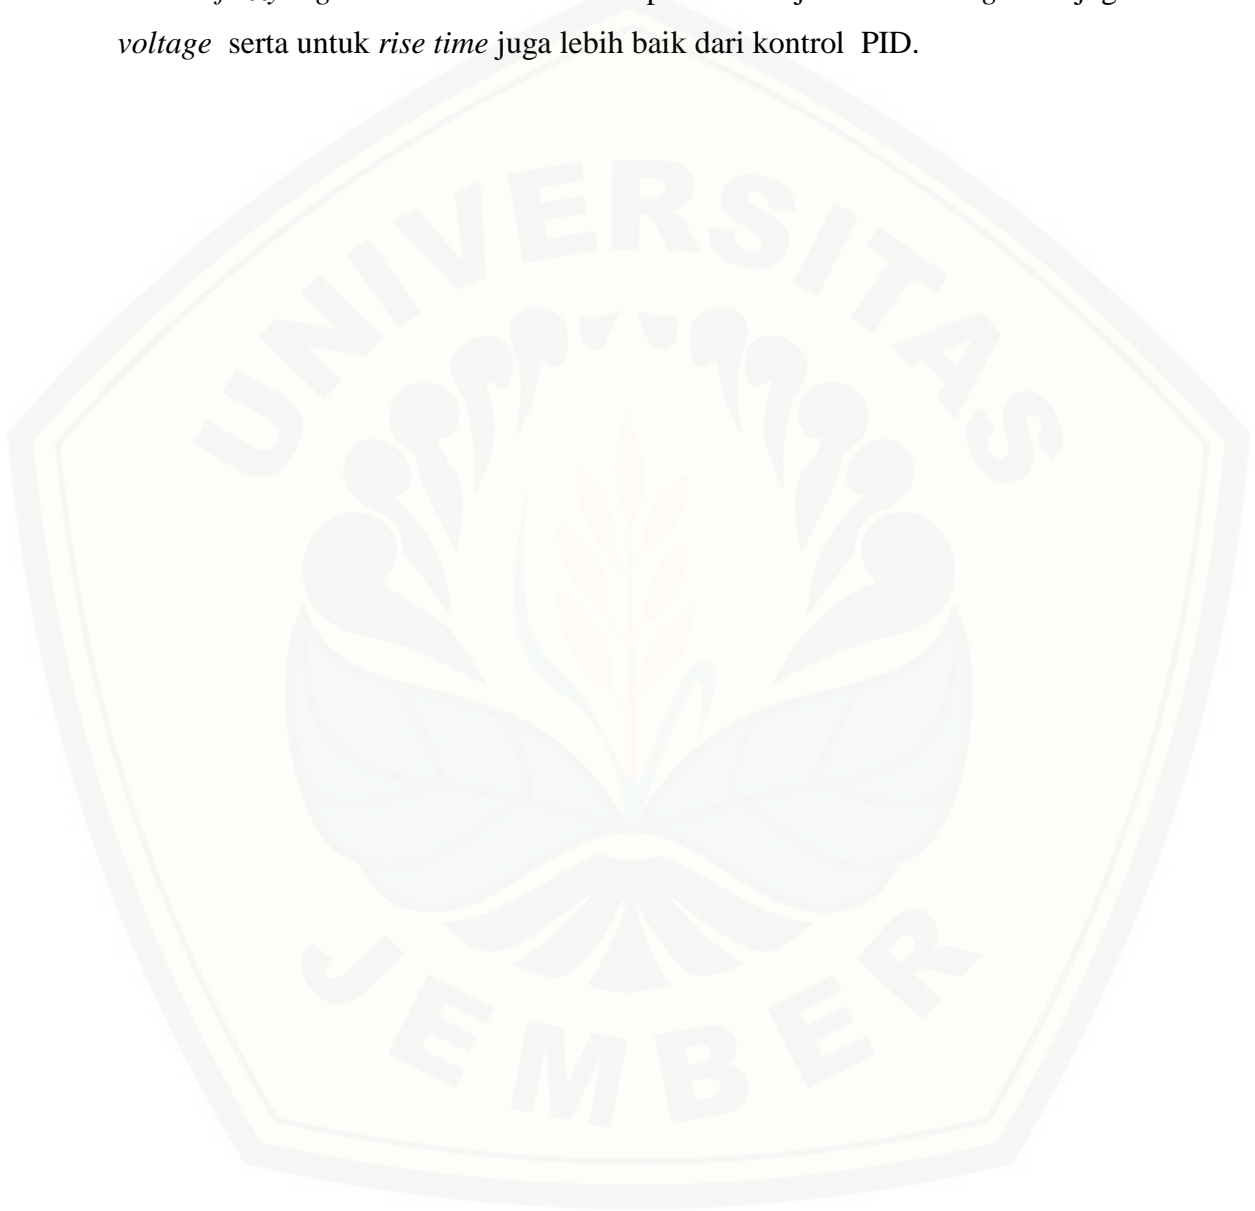 voltage serta untuk rise time juga lebih baik dari kontrol PID.
UNIVERSITAS
JEMBER